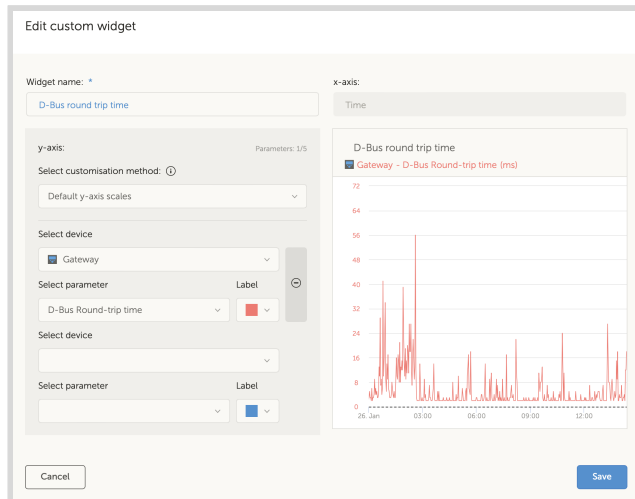 Edit custom widget
Widget name: *
D-Bus round trip time
x-axis:
Time
y-axis:
Parameters: 1/5
Select customisation method:
Default y-axis scales
Select device
Gateway
Select parameter
Label
D-Bus Round-trip time
Select device
Select parameter
Label
D-Bus round trip time
Gateway - D-Bus Round-trip time (ms)
72
64
56
48
40
32
24
16
8
0
26. Jan
03:00
06:00
09:00
12:00
Cancel
Save